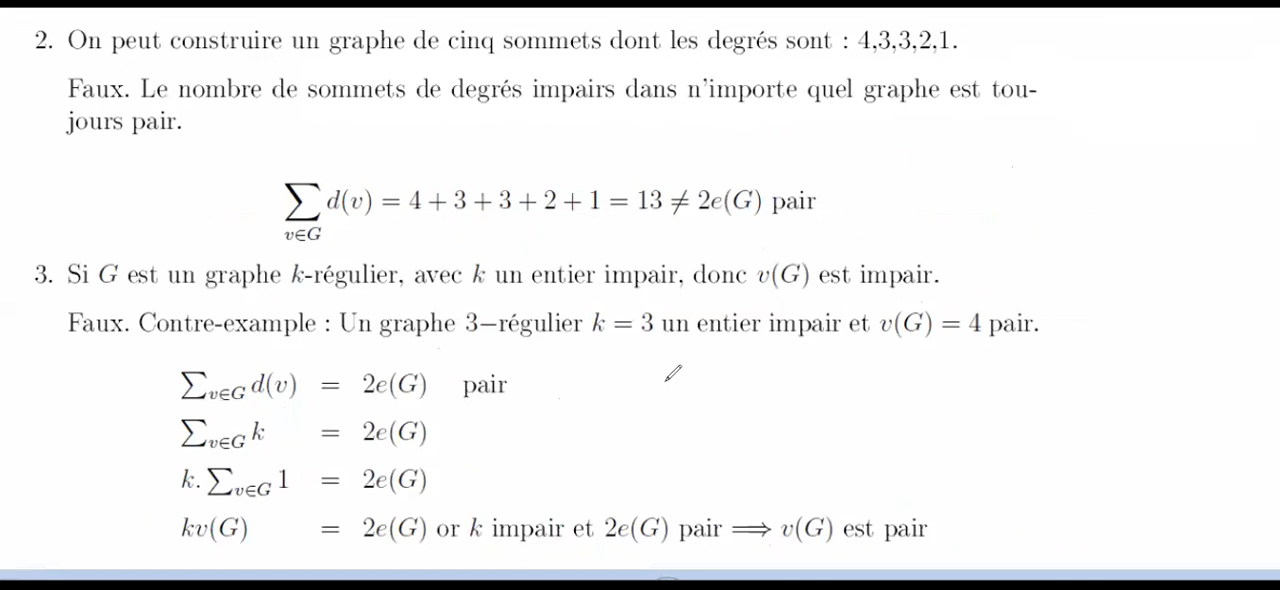 2. On peut construire un graphe de cinq sommets dont les degrés sont : 4,3,3,2,1.
Faux. Le nombre de sommets de degrés impairs dans n'importe quel graphe est tou-
jours pair.
∑_{v∈G} d(v) = 4 + 3 + 3 + 2 + 1 = 13 ≠ 2e(G) pair
3. Si G est un graphe k-régulier, avec k un entier impair, donc v(G) est impair.
Faux. Contre-example : Un graphe 3−régulier k = 3 un entier impair et v(G) = 4 pair.
∑_{v∈G} d(v) = 2e(G) pair
∑_{v∈G} k = 2e(G)
k. ∑_{v∈G} 1 = 2e(G)
kv(G) = 2e(G) or k impair et 2e(G) pair ⟹ v(G) est pair